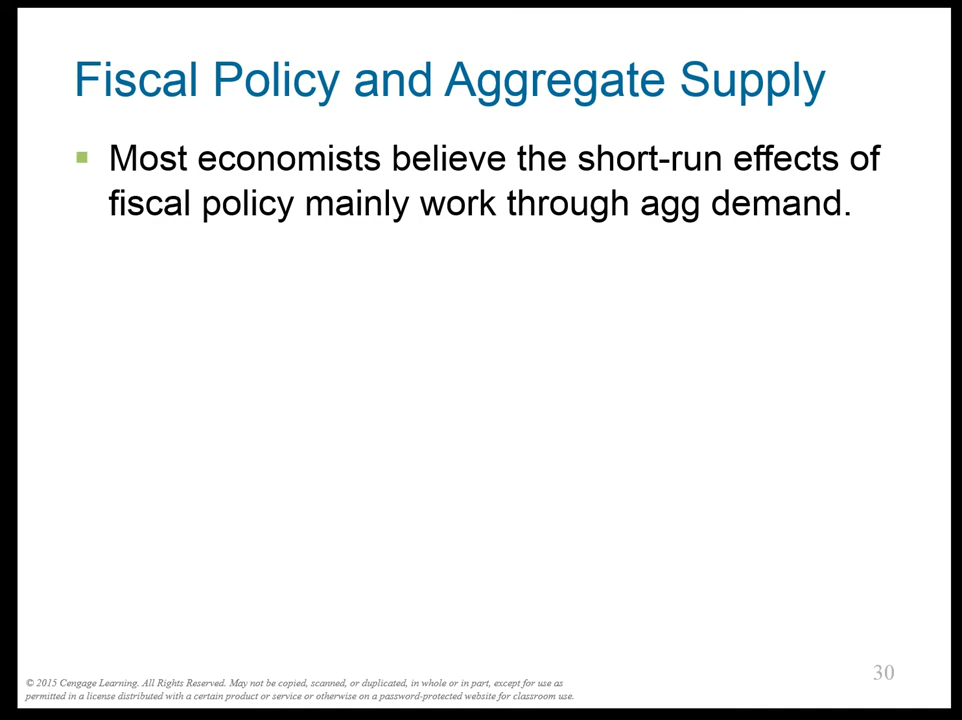 Fiscal Policy and Aggregate Supply
▪ Most economists believe the short-run effects of
fiscal policy mainly work through agg demand.
30
© 2015 Cengage Learning. All Rights Reserved. May not be copied, scanned, or duplicated, in whole or in part, except for use as
permitted in a license distributed with a certain product or service or otherwise on a password-protected website for classroom use.